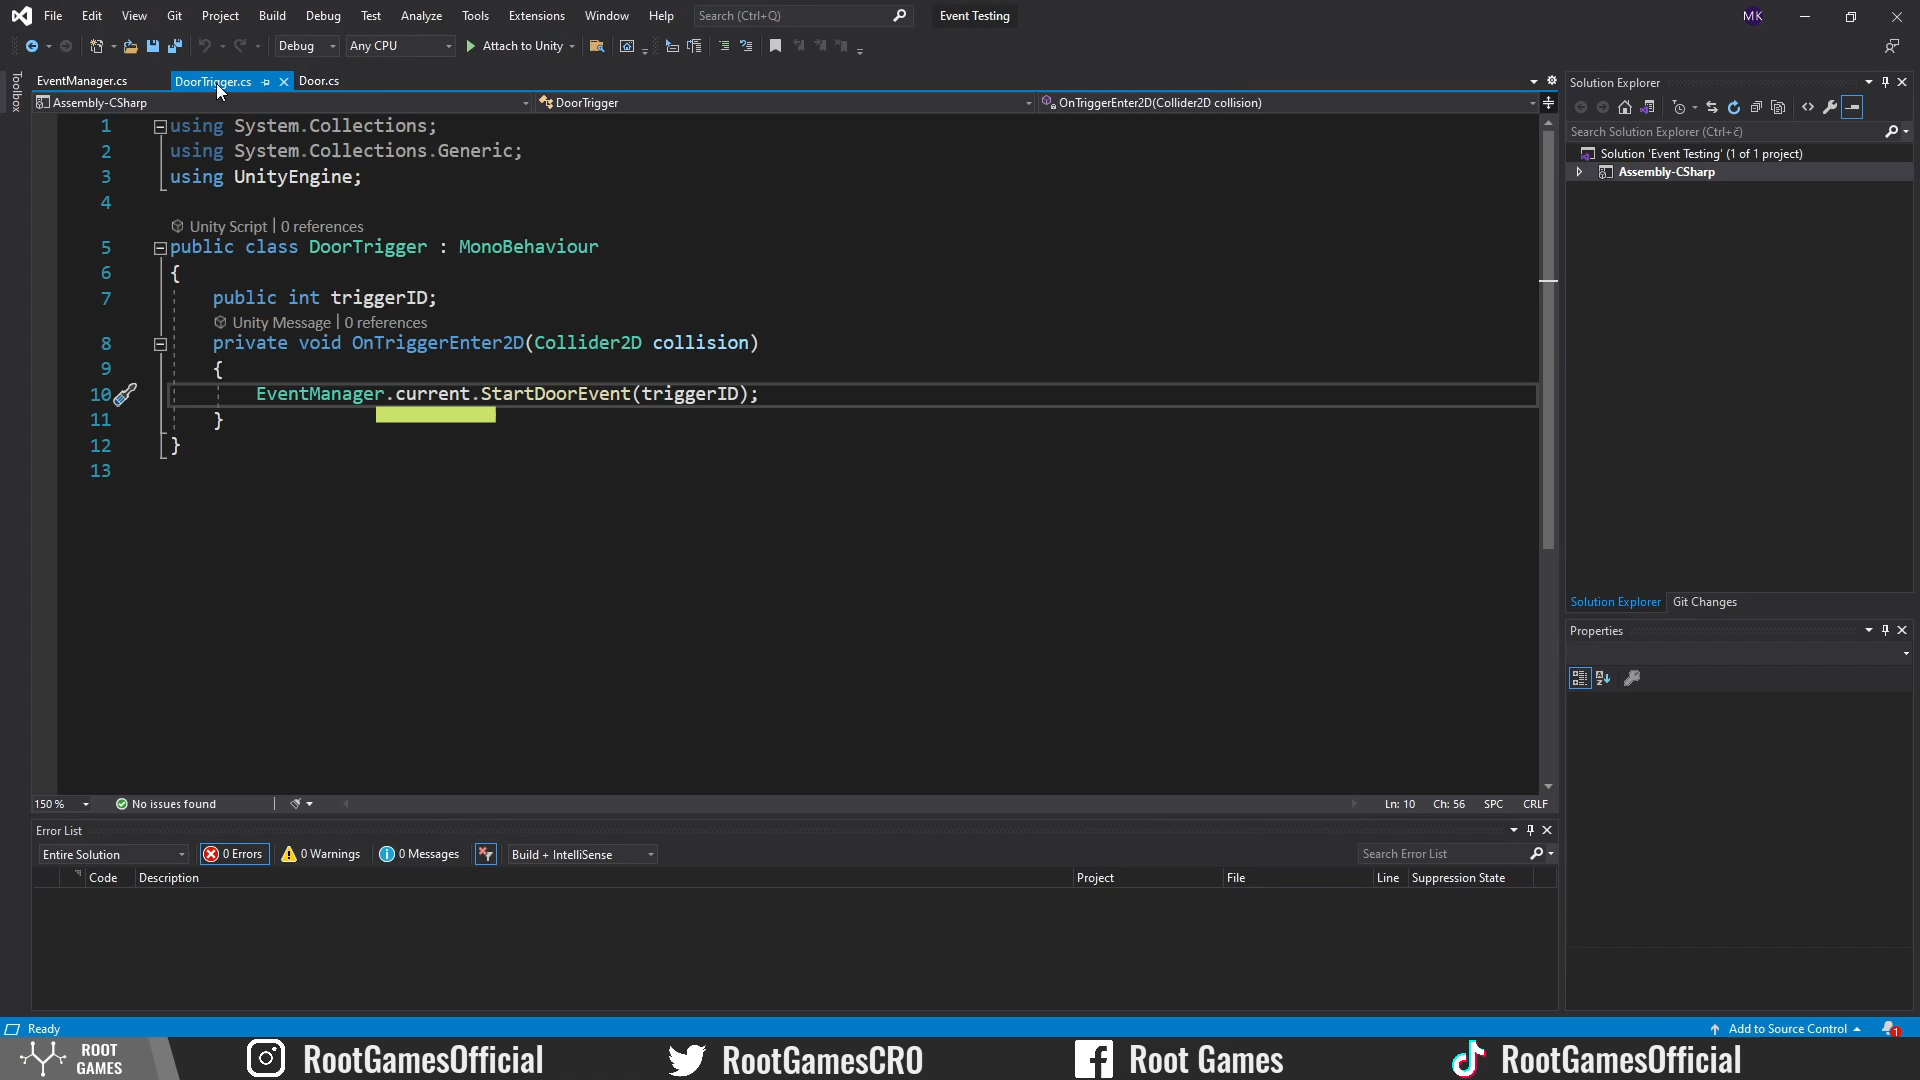 File Edit View Git Project Build Debug Test Analyze Tools Extensions Window Help Search (Ctrl+Q) Event Testing MK
Debug Any CPU Attach to Unity
Toolbox
EventManager.cs DoorTrigger.cs Door.cs
Assembly-CSharp DoorTrigger OnTriggerEnter2D(Collider2D collision)
1 using System.Collections;
2 using System.Collections.Generic;
3 using UnityEngine;
4
Unity Script | 0 references
5 public class DoorTrigger : MonoBehaviour
6 {
7 public int triggerID;
Unity Message | 0 references
8 private void OnTriggerEnter2D(Collider2D collision)
9 {
10 EventManager.current.StartDoorEvent(triggerID);
11 }
12 }
13
150 % No issues found Ln: 10 Ch: 56 SPC CRLF
Error List
Entire Solution 0 Errors 0 Warnings 0 Messages Build + IntelliSense Search Error List
Code Description Project File Line Suppression State
Solution Explorer
Search Solution Explorer (Ctrl+č)
Solution 'Event Testing' (1 of 1 project)
Assembly-CSharp
Solution Explorer Git Changes
Properties
Ready Add to Source Control 1
ROOT GAMES
RootGamesOfficial RootGamesCRO Root Games RootGamesOfficial